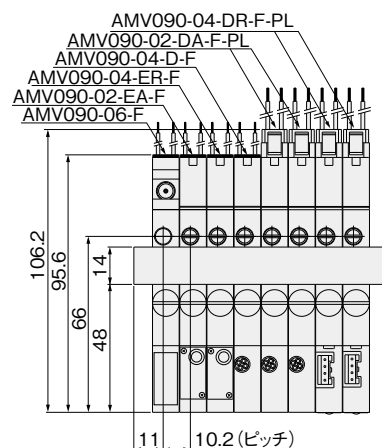 AMV090-04-DR-F-PL
AMV090-02-DA-F-PL
AMV090-04-D-F
AMV090-04-ER-F
AMV090-02-EA-F
AMV090-06-F
106.2
95.6
66
14
48
11
10.2(ピッチ)